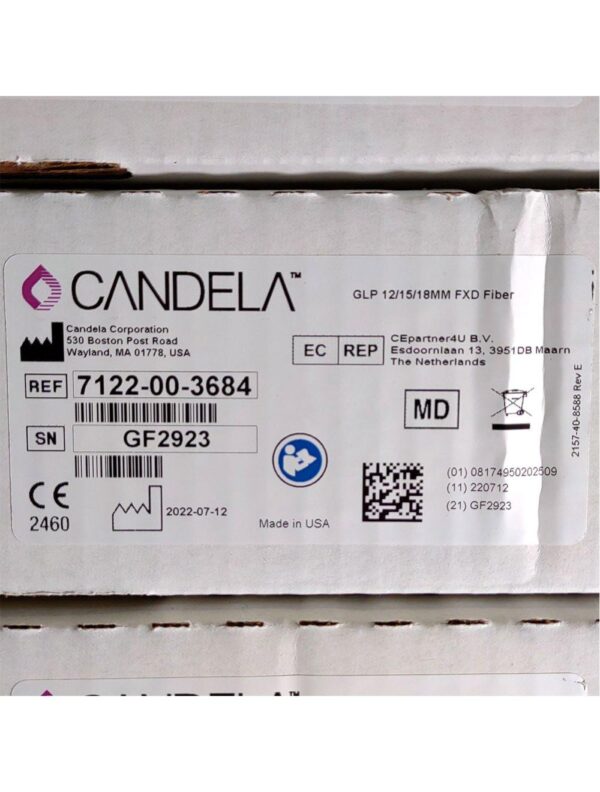 CANDELA™
GLP 12/15/18MM FXD Fiber
Candela Corporation
530 Boston Post Road
Wayland, MA 01778, USA
EC REP
CEpartner4U B.V.
Esdoornlaan 13, 3951DB Maarn
The Netherlands
REF 7122-00-3684
MD
SN GF2923
2157-40-8588 Rev E
CE
2460
2022-07-12
Made in USA
(01) 08174950202509
(11) 220712
(21) GF2923
CANDELA™